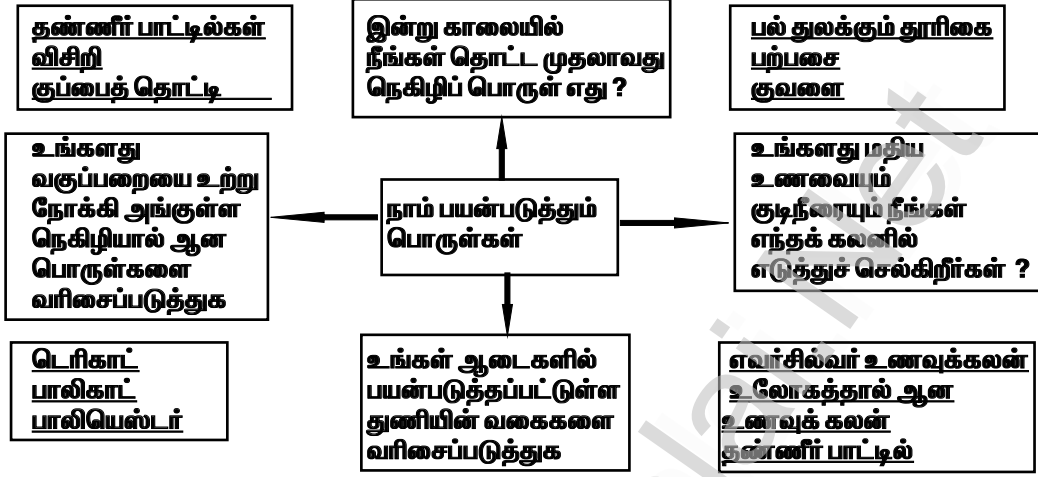 தண்ணீர் பாட்டில்கள்
விசிறி
குப்பைத் தொட்டி
இன்று காலையில்
நீங்கள் தொட்ட முதலாவது
நெகிழிப் பொருள் எது ?
பல் துலக்கும் தூரிகை
பற்பசை
குவளை
உங்களது
வகுப்பறையை உற்று
நோக்கி அங்குள்ள
நெகிழியால் ஆன
பொருள்களை
வரிசைப்படுத்துக
நாம் பயன்படுத்தும்
பொருள்கள்
உங்களது மதிய
உணவையும்
குடிநீரையும் நீங்கள்
எந்தக் கலனில்
எடுத்துச் செல்கிறீர்கள் ?
டெரிகாட்
பாலிகாட்
பாலியெஸ்டர்
உங்கள் ஆடைகளில்
பயன்படுத்தப்பட்டுள்ள
துணியின் வகைகளை
வரிசைப்படுத்துக
எவர்சில்வர் உணவுக்கலன்
உலோகத்தால் ஆன
உணவுக் கலன்
தண்ணீர் பாட்டில்
lai.Net